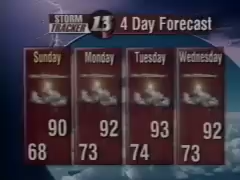 STORM TRACKER 13 4 Day Forecast
Sunday Monday Tuesday Wednesday
90 92 93 92
68 73 74 73